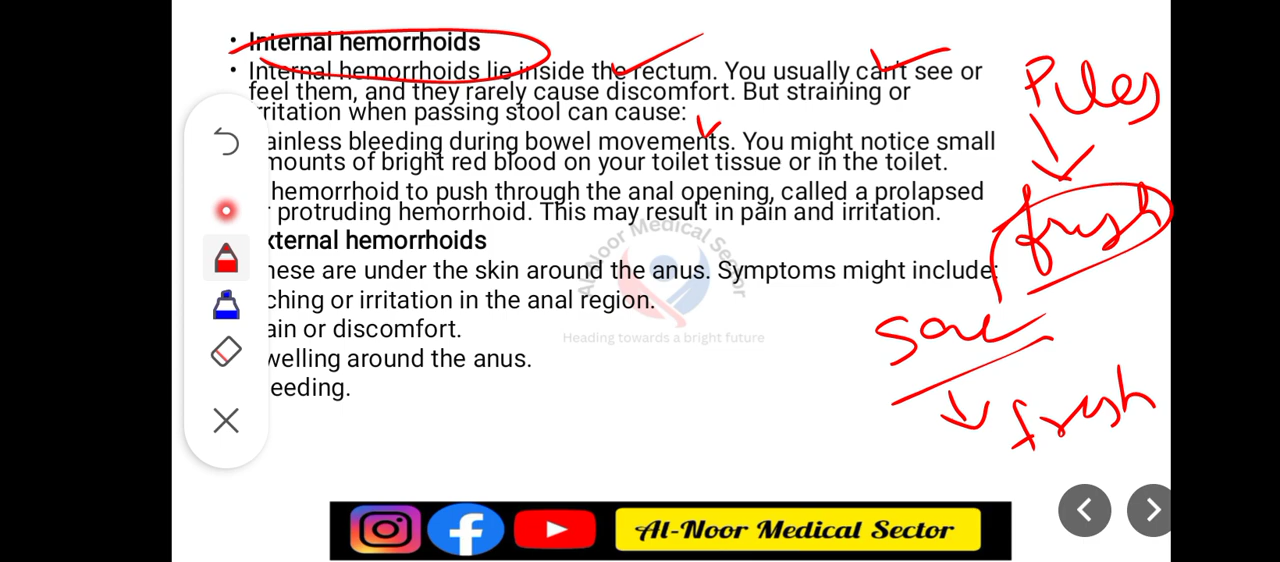 • Internal hemorrhoids
• Internal hemorrhoids lie inside the rectum. You usually can't see or
feel them, and they rarely cause discomfort. But straining or
rritation when passing stool can cause:
ainless bleeding during bowel movements. You might notice small
mounts of bright red blood on your toilet tissue or in the toilet.
hemorrhoid to push through the anal opening, called a prolapsed
r protruding hemorrhoid. This may result in pain and irritation.
xternal hemorrhoids
hese are under the skin around the anus. Symptoms might include:
ching or irritation in the anal region.
ain or discomfort.
welling around the anus.
eeding.
Piles
fresh
fresh
Al-Noor Medical Sector
Heading towards a bright future
Al-Noor Medical Sector